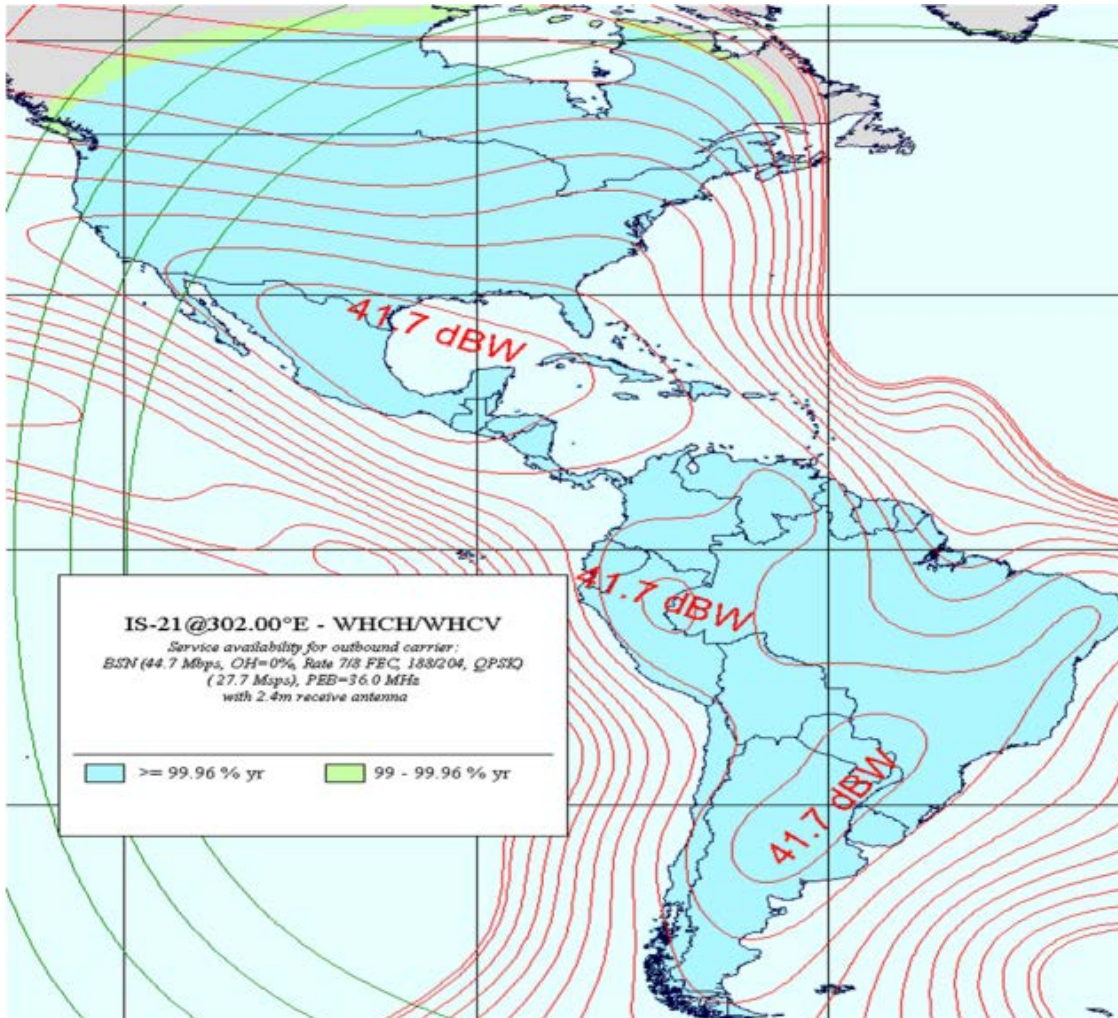 41.7 dBW
41.7 dBW
41.7 dBW
IS-21@302.00°E - WHCH/WHCV
Service availability for outbound carrier:
BSN (44.7 Mbps, OH=0%, Rate 7/8 FEC, 188/204, QPSK)
( 27.7 Msps), PEB=36.0 MHz
with 2.4m receive antenna
>= 99.96 % yr
99 - 99.96 % yr